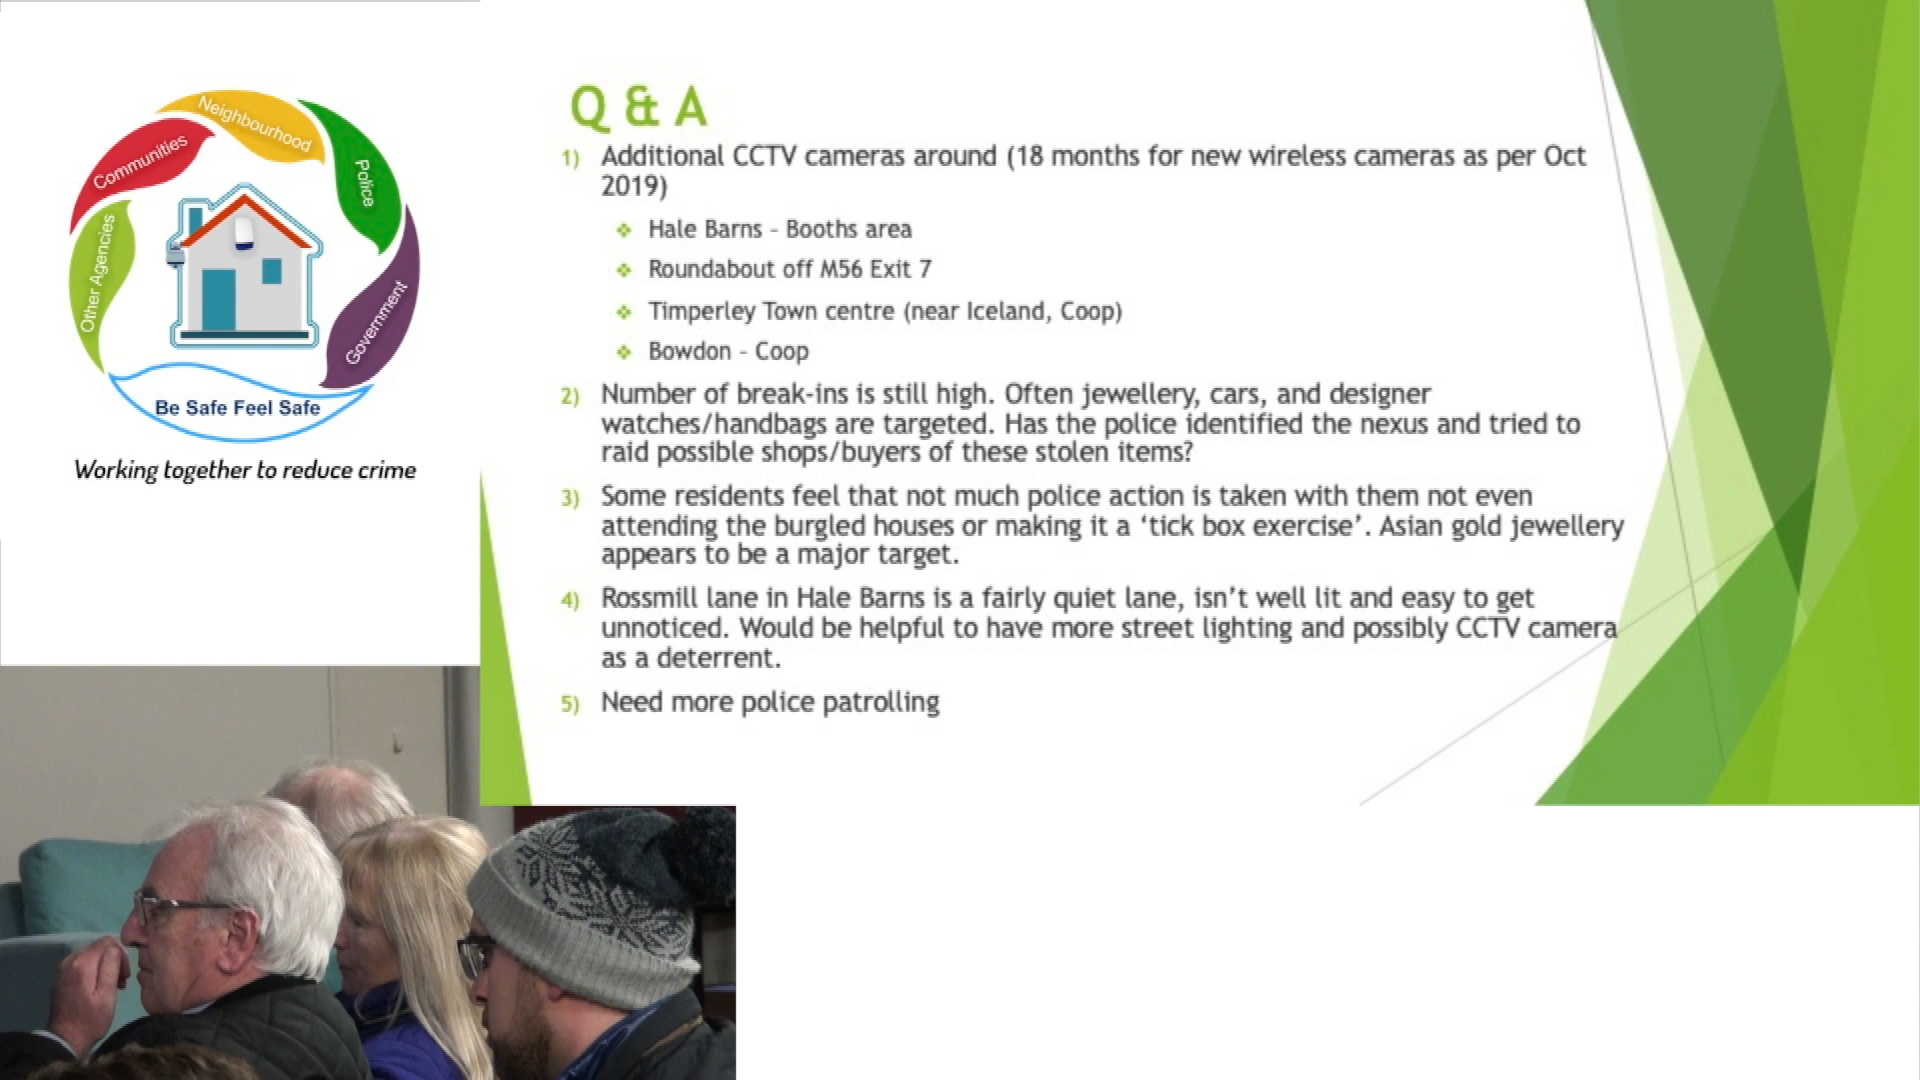 Neighbourhood
Communities
Police
Other Agencies
Government
Be Safe Feel Safe
Working together to reduce crime
Q & A
1) Additional CCTV cameras around (18 months for new wireless cameras as per Oct
2019)
❖ Hale Barns - Booths area
❖ Roundabout off M56 Exit 7
❖ Timperley Town centre (near Iceland, Coop)
❖ Bowdon - Coop
2) Number of break-ins is still high. Often jewellery, cars, and designer
watches/handbags are targeted. Has the police identified the nexus and tried to
raid possible shops/buyers of these stolen items?
3) Some residents feel that not much police action is taken with them not even
attending the burgled houses or making it a ‘tick box exercise’. Asian gold jewellery
appears to be a major target.
4) Rossmill lane in Hale Barns is a fairly quiet lane, isn’t well lit and easy to get
unnoticed. Would be helpful to have more street lighting and possibly CCTV camera
as a deterrent.
5) Need more police patrolling